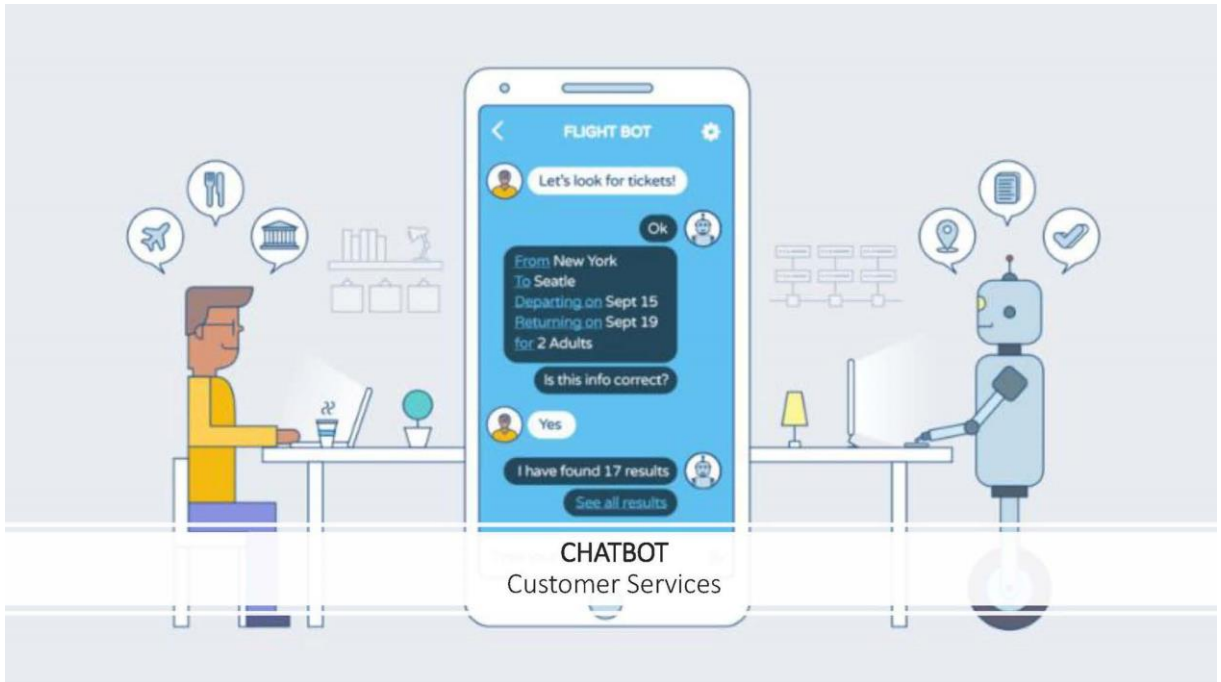 FLIGHT BOT
Let's look for tickets!
Ok
From New York
To Seatle
Departing on Sept 15
Returning on Sept 19
for 2 Adults
Is this info correct?
Yes
I have found 17 results
See all results
CHATBOT
Customer Services